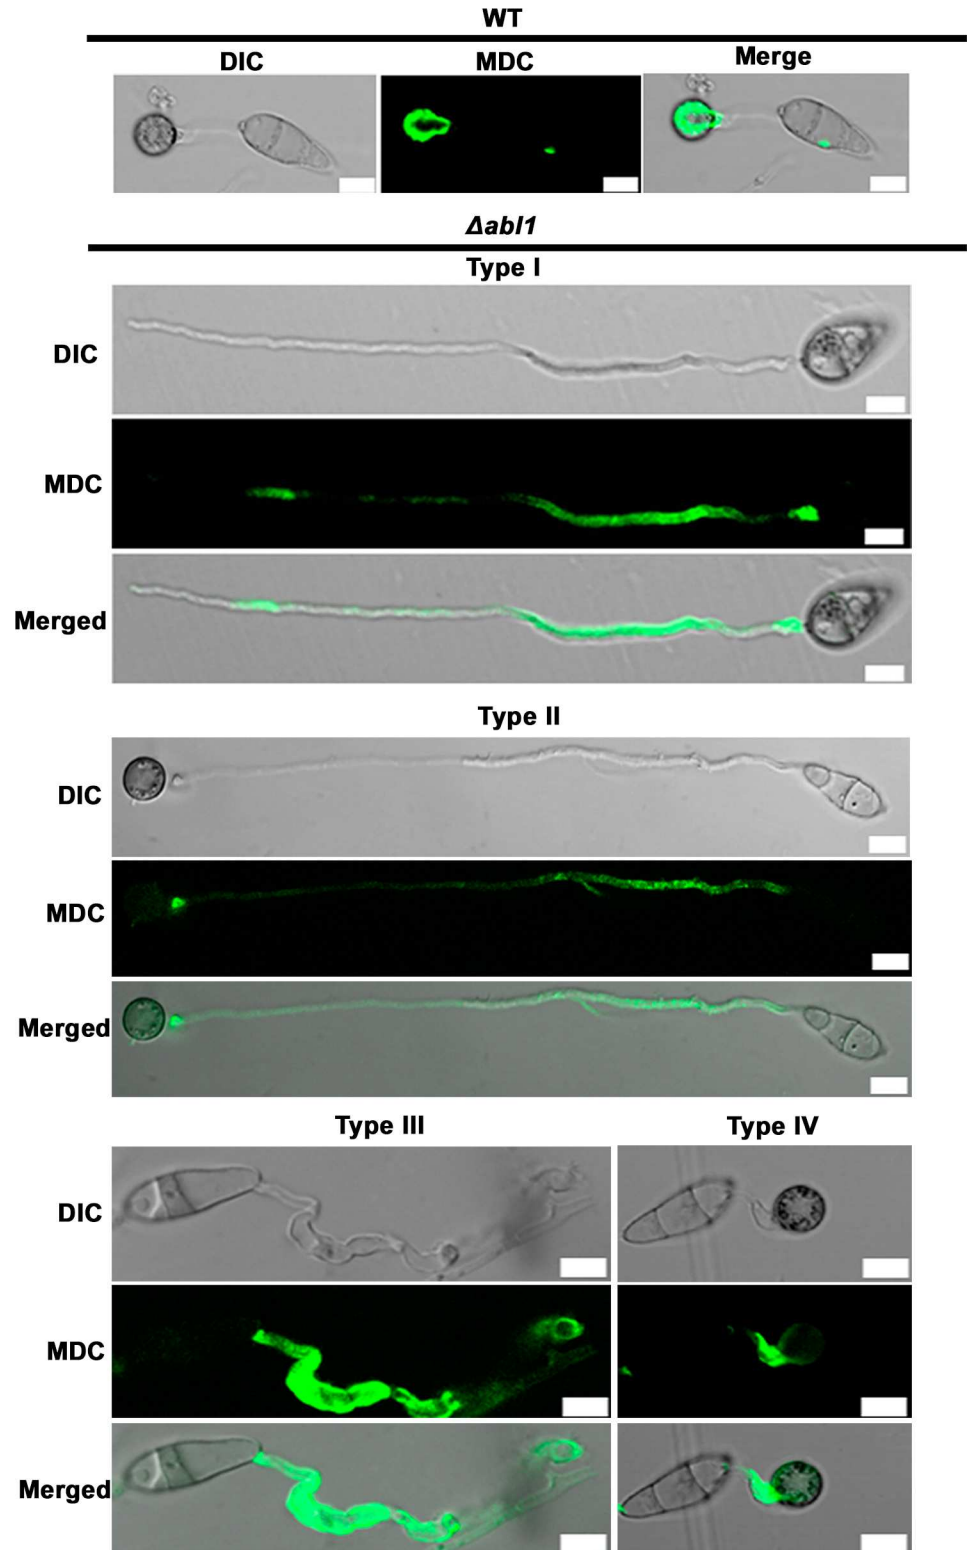 WT
DIC MDC Merge
Δabl1
Type I
DIC
MDC
Merged
Type II
DIC
MDC
Merged
Type III Type IV
DIC
MDC
Merged